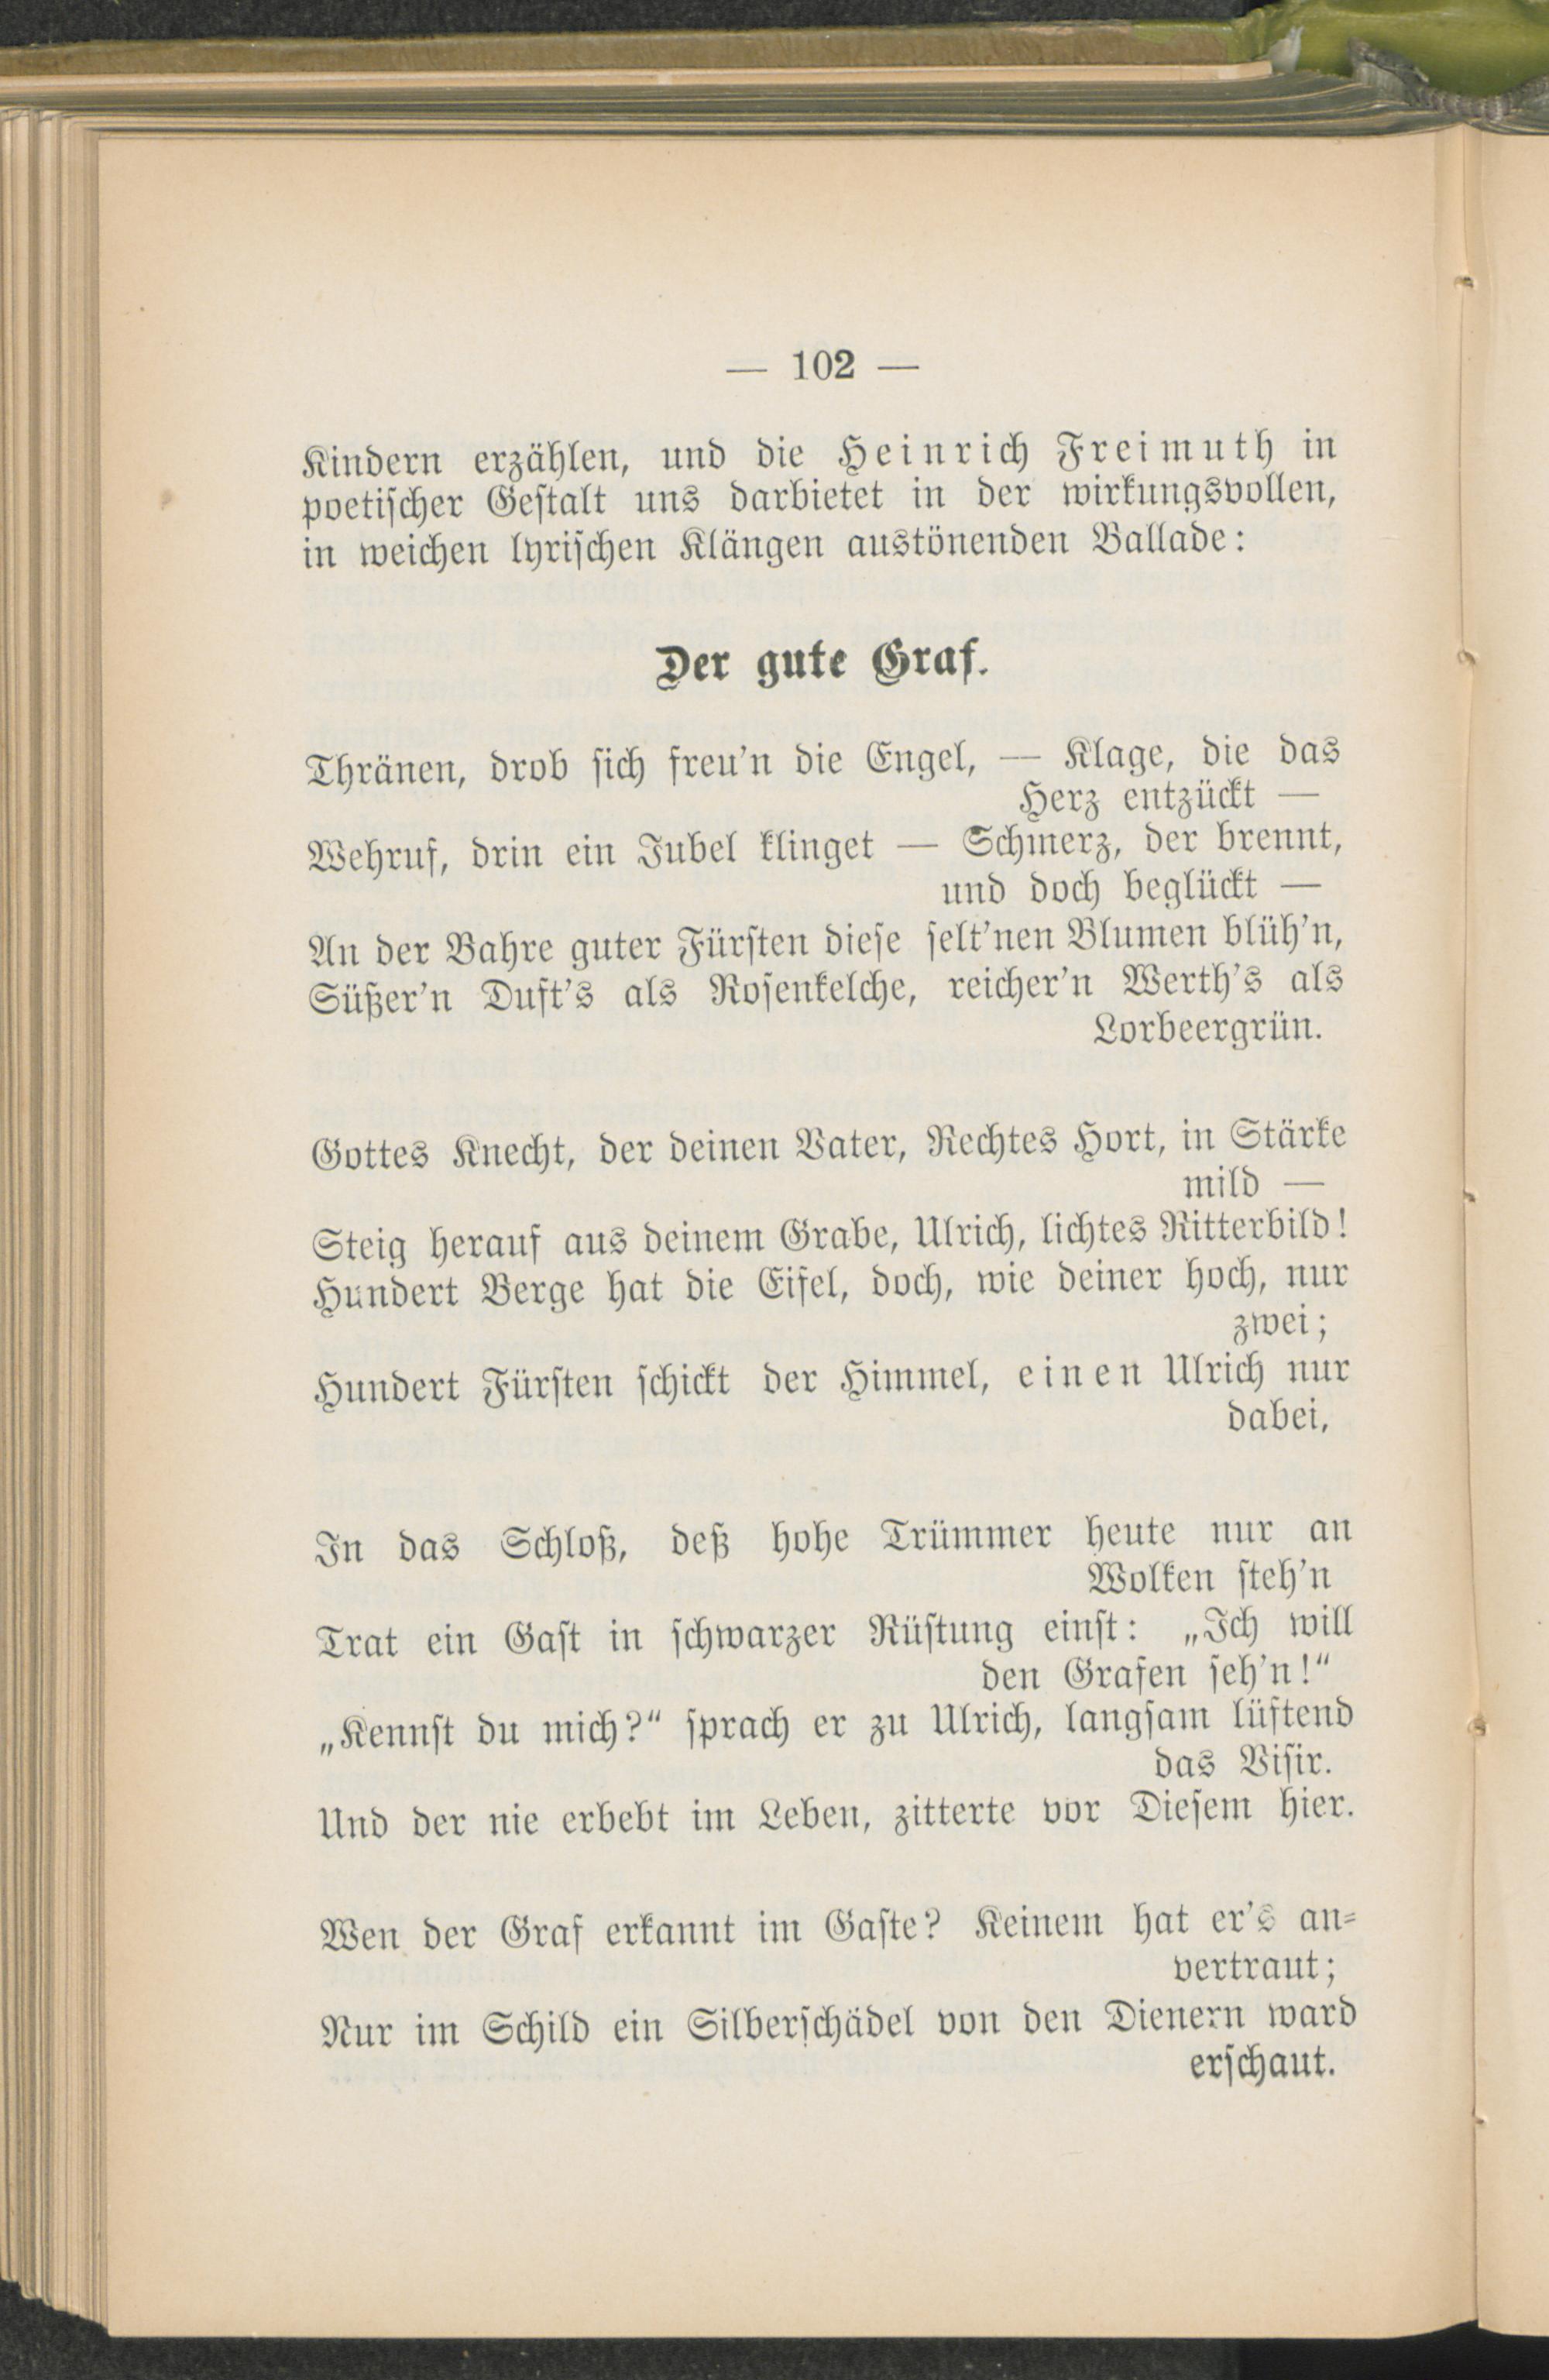 — 102 —
Kindern erzählen, und die Heinrich Freimuth in
poetischer Gestalt uns darbietet in der wirkungsvollen,
in weichen lyrischen Klängen austönenden Ballade:
Der gute Graf.
Thränen, drob sich freu'n die Engel, — Klage, die das
Herz entzückt —
Wehruf, drin ein Jubel klinget — Schmerz, der brennt,
und doch beglückt —
An der Bahre guter Fürsten diese selt'nen Blumen blüh'n,
Süßer'n Duft's als Rosenkelche, reicher'n Werth's als
Lorbeergrün.
Gottes Knecht, der deinen Vater, Rechtes Hort, in Stärke
mild —
Steig herauf aus deinem Grabe, Ulrich, lichtes Ritterbild!
Hundert Berge hat die Eifel, doch, wie deiner hoch, nur
zwei;
Hundert Fürsten schickt der Himmel, einen Ulrich nur
dabei,
In das Schloß, deß hohe Trümmer heute nur an
Wolken steh'n
Trat ein Gast in schwarzer Rüstung einst: „Ich will
den Grafen seh'n!“
„Kennst du mich?“ sprach er zu Ulrich, langsam lüftend
das Visir.
Und der nie erbebt im Leben, zitterte vor Diesem hier.
Wen der Graf erkannt im Gaste? Keinem hat er's an-
vertraut;
Nur im Schild ein Silberschädel von den Dienern ward
erschaut.